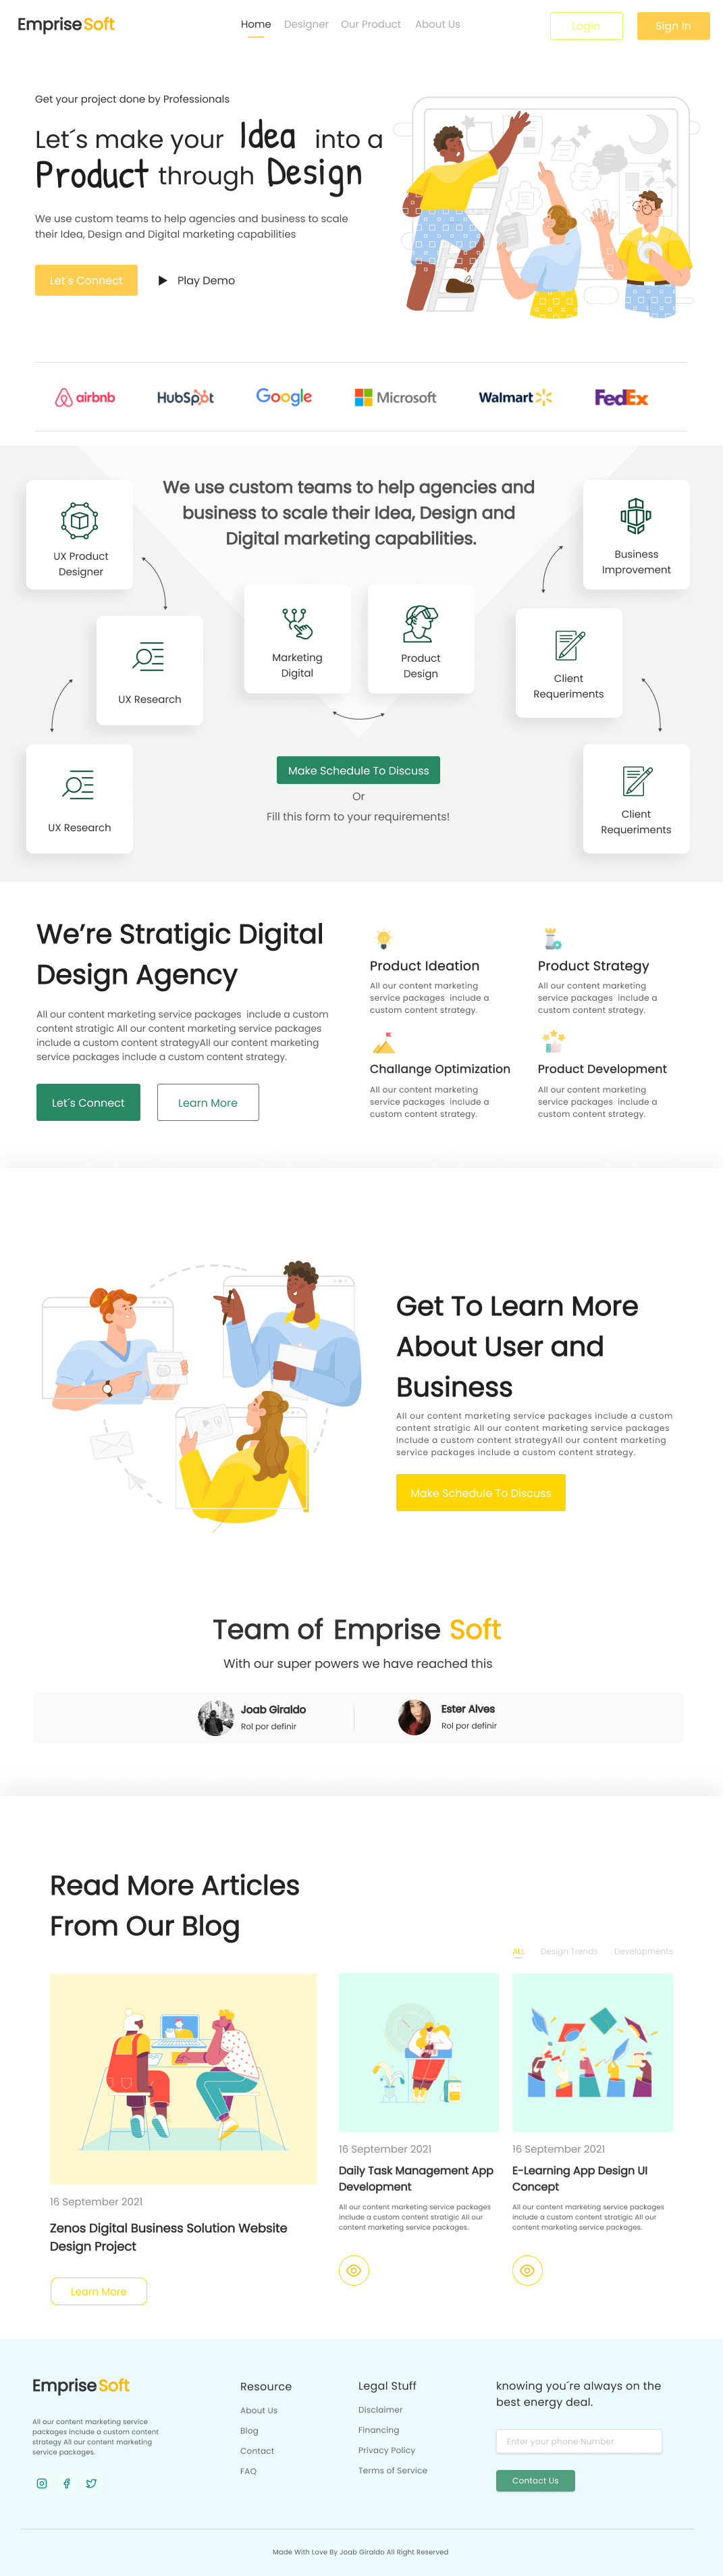 EmpriseSoft
Home Designer Our Product About Us
Login
Sign In
Get your project done by Professionals
Let´s make your Idea into a
Product through Design
We use custom teams to help agencies and business to scale
their Idea, Design and Digital marketing capabilities
Let´s Connect
Play Demo
airbnb
HubSpot
Google
Microsoft
Walmart
FedEx
We use custom teams to help agencies and
business to scale their Idea, Design and
Digital marketing capabilities.
UX Product
Designer
Business
Improvement
UX Research
Marketing
Digital
Product
Design
Client
Requeriments
UX Research
Make Schedule To Discuss
Or
Fill this form to your requirements!
Client
Requeriments
We’re Stratigic Digital
Design Agency
All our content marketing service packages include a custom
content stratigic All our content marketing service packages
include a custom content strategyAll our content marketing
service packages include a custom content strategy.
Let´s Connect
Learn More
Product Ideation
All our content marketing
service packages include a
custom content strategy.
Product Strategy
All our content marketing
service packages include a
custom content strategy.
Challange Optimization
All our content marketing
service packages include a
custom content strategy.
Product Development
All our content marketing
service packages include a
custom content strategy.
Get To Learn More
About User and
Business
All our content marketing service packages include a custom
content stratigic All our content marketing service packages
include a custom content strategyAll our content marketing
service packages include a custom content strategy.
Make Schedule To Discuss
Team of Emprise Soft
With our super powers we have reached this
Joab Giraldo
Rol por definir
Ester Alves
Rol por definir
Read More Articles
From Our Blog
ALL Design Trends Developments
16 September 2021
Zenos Digital Business Solution Website
Design Project
Learn More
16 September 2021
Daily Task Management App
Development
All our content marketing service packages
include a custom content stratigic All our
content marketing service packages.
16 September 2021
E-Learning App Design UI
Concept
All our content marketing service packages
include a custom content stratigic All our
content marketing service packages.
EmpriseSoft
All our content marketing service
packages include a custom content
strategy All our content marketing
service packages.
Resource
About Us
Blog
Contact
FAQ
Legal Stuff
Disclaimer
Financing
Privacy Policy
Terms of Service
knowing you´re always on the
best energy deal.
Enter your phone Number
Contact Us
Made With Love By Joab Giraldo All Right Reserved